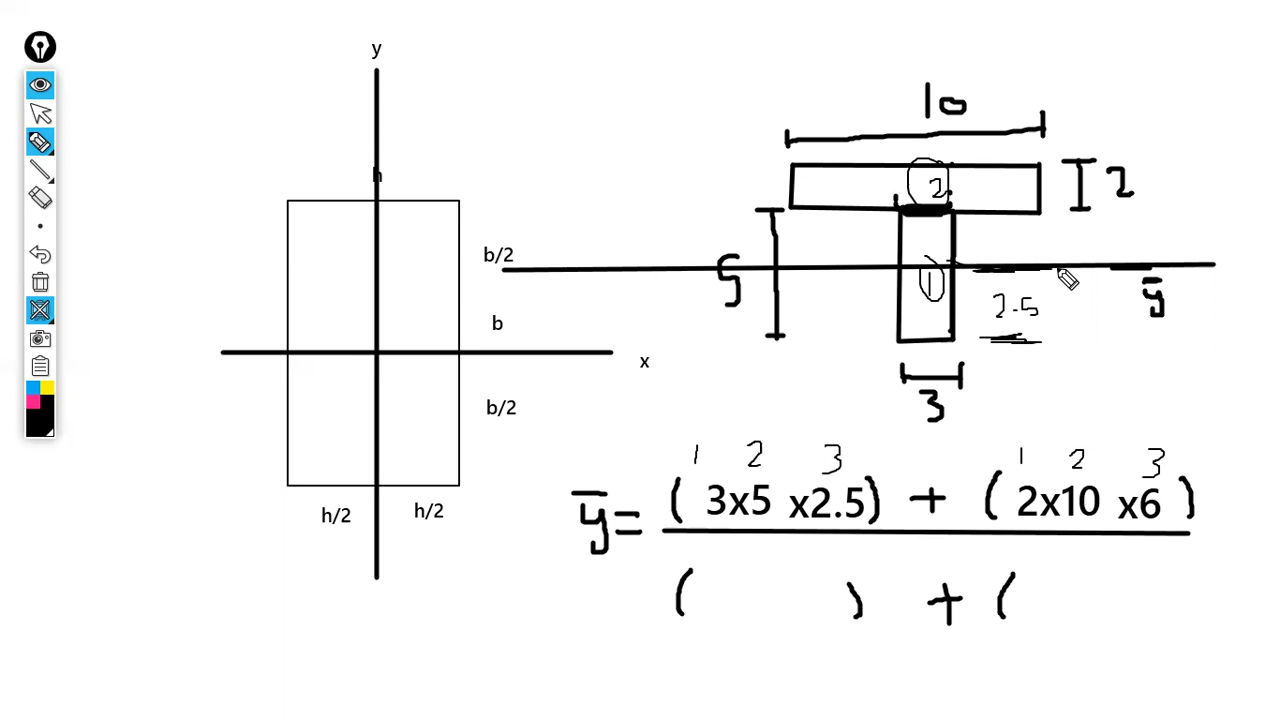 y
h
b/2
b
x
b/2
h/2 h/2
10
2
2
5
1
2.5
y̅
3
1 2 3 1 2 3
y̅ = (3x5 x2.5) + (2x10 x6)
( ) + (